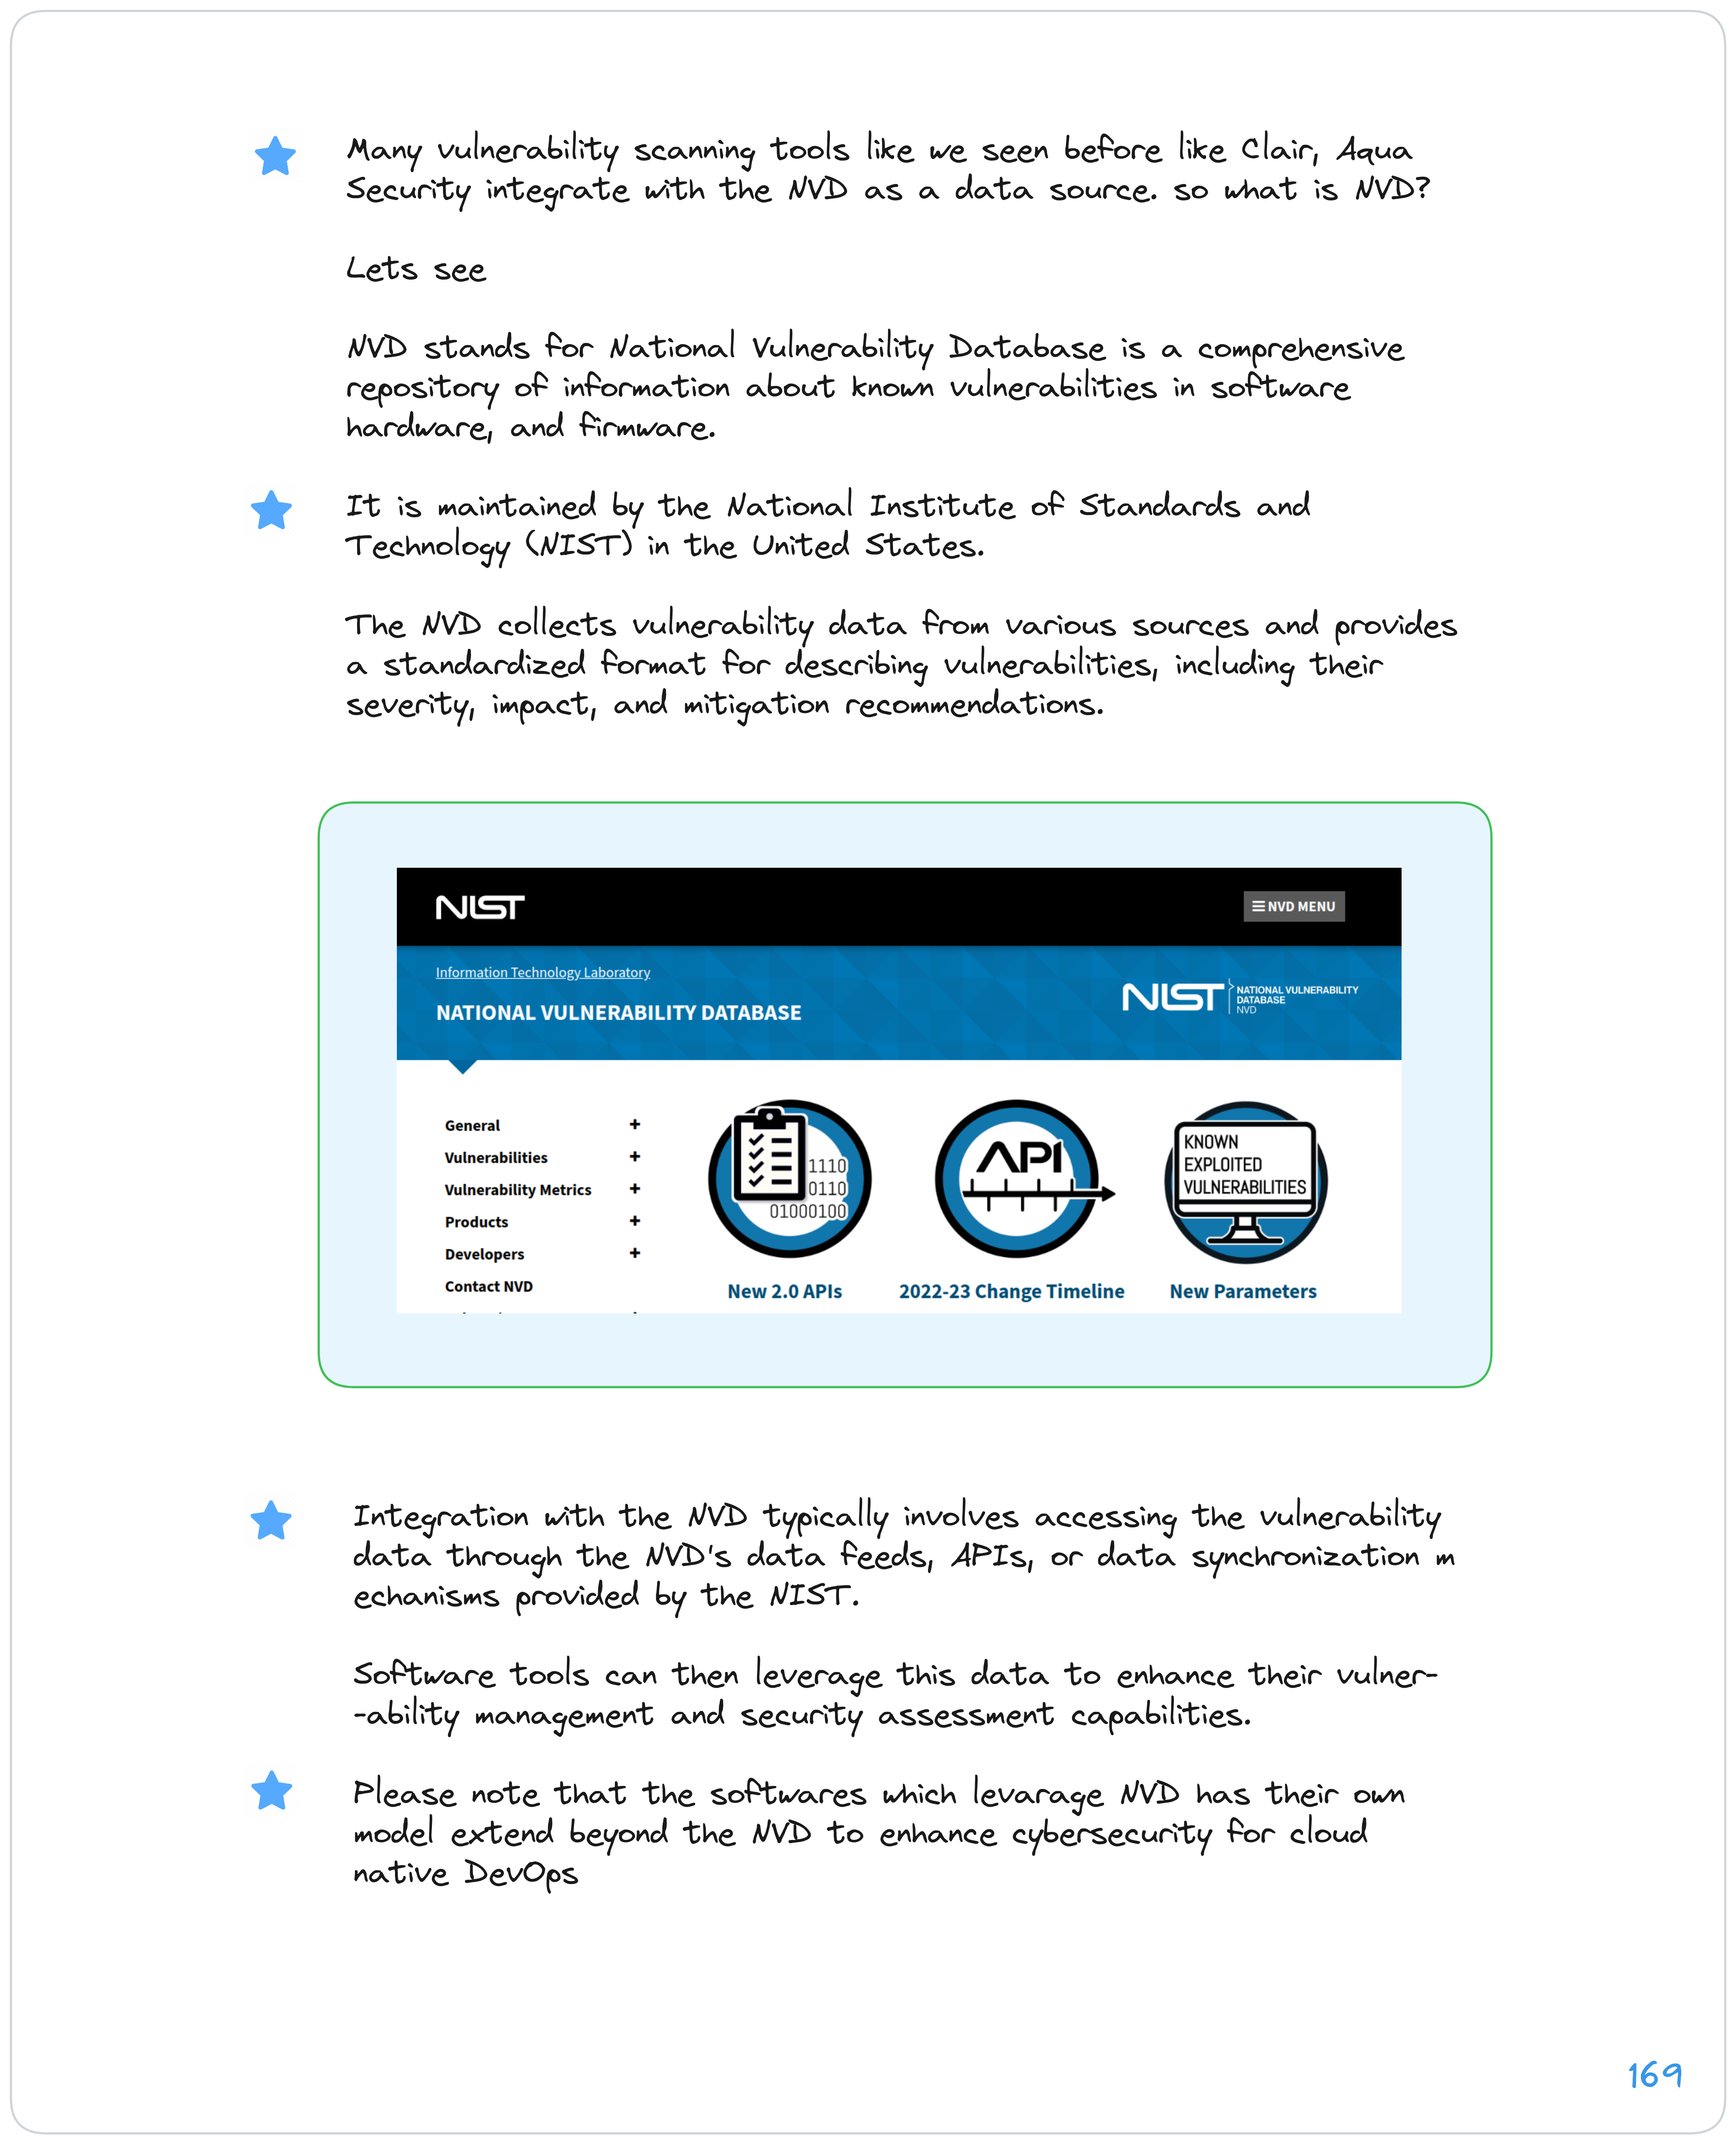 Many vulnerability scanning tools like we seen before like Clair, Aqua
Security integrate with the NVD as a data source. so what is NVD?
Lets see
NVD stands for National Vulnerability Database is a comprehensive
repository of information about known vulnerabilities in software
hardware, and firmware.
It is maintained by the National Institute of Standards and
Technology (NIST) in the United States.
The NVD collects vulnerability data from various sources and provides
a standardized format for describing vulnerabilities, including their
severity, impact, and mitigation recommendations.
NIST
NVD MENU
Information Technology Laboratory
NATIONAL VULNERABILITY DATABASE
NIST
NATIONAL VULNERABILITY
DATABASE
NVD
General
Vulnerabilities
Vulnerability Metrics
Products
Developers
Contact NVD
1110
0110
01000100
New 2.0 APIs
API
2022-23 Change Timeline
KNOWN
EXPLOITED
VULNERABILITIES
New Parameters
Integration with the NVD typically involves accessing the vulnerability
data through the NVD's data feeds, APIs, or data synchronization m
echanisms provided by the NIST.
Software tools can then leverage this data to enhance their vulner-
-ability management and security assessment capabilities.
Please note that the softwares which levarage NVD has their own
model extend beyond the NVD to enhance cybersecurity for cloud
native DevOps
169